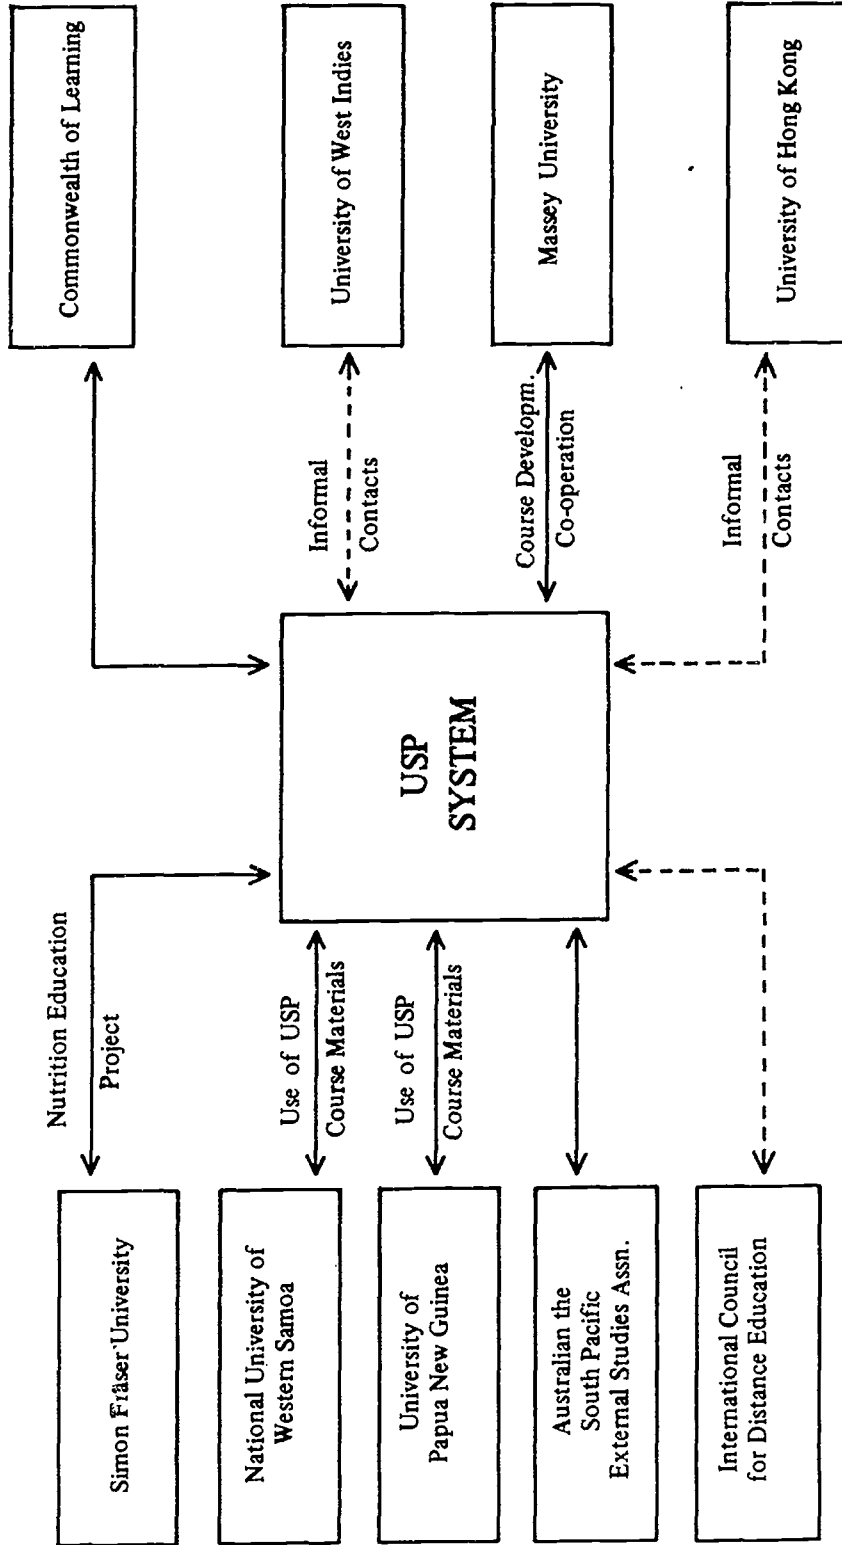 Simon Fraser University
National University of
Western Samoa
University of
Papua New Guinea
Australian the
South Pacific
External Studies Assn.
International Council
for Distance Education
Nutrition Education
Project
Use of USP
Course Materials
Use of USP
Course Materials
USP
SYSTEM
Informal
Contacts
Course Developm.
Co-operation
Informal
Contacts
Commonwealth of Learning
University of West Indies
Massey University
University of Hong Kong